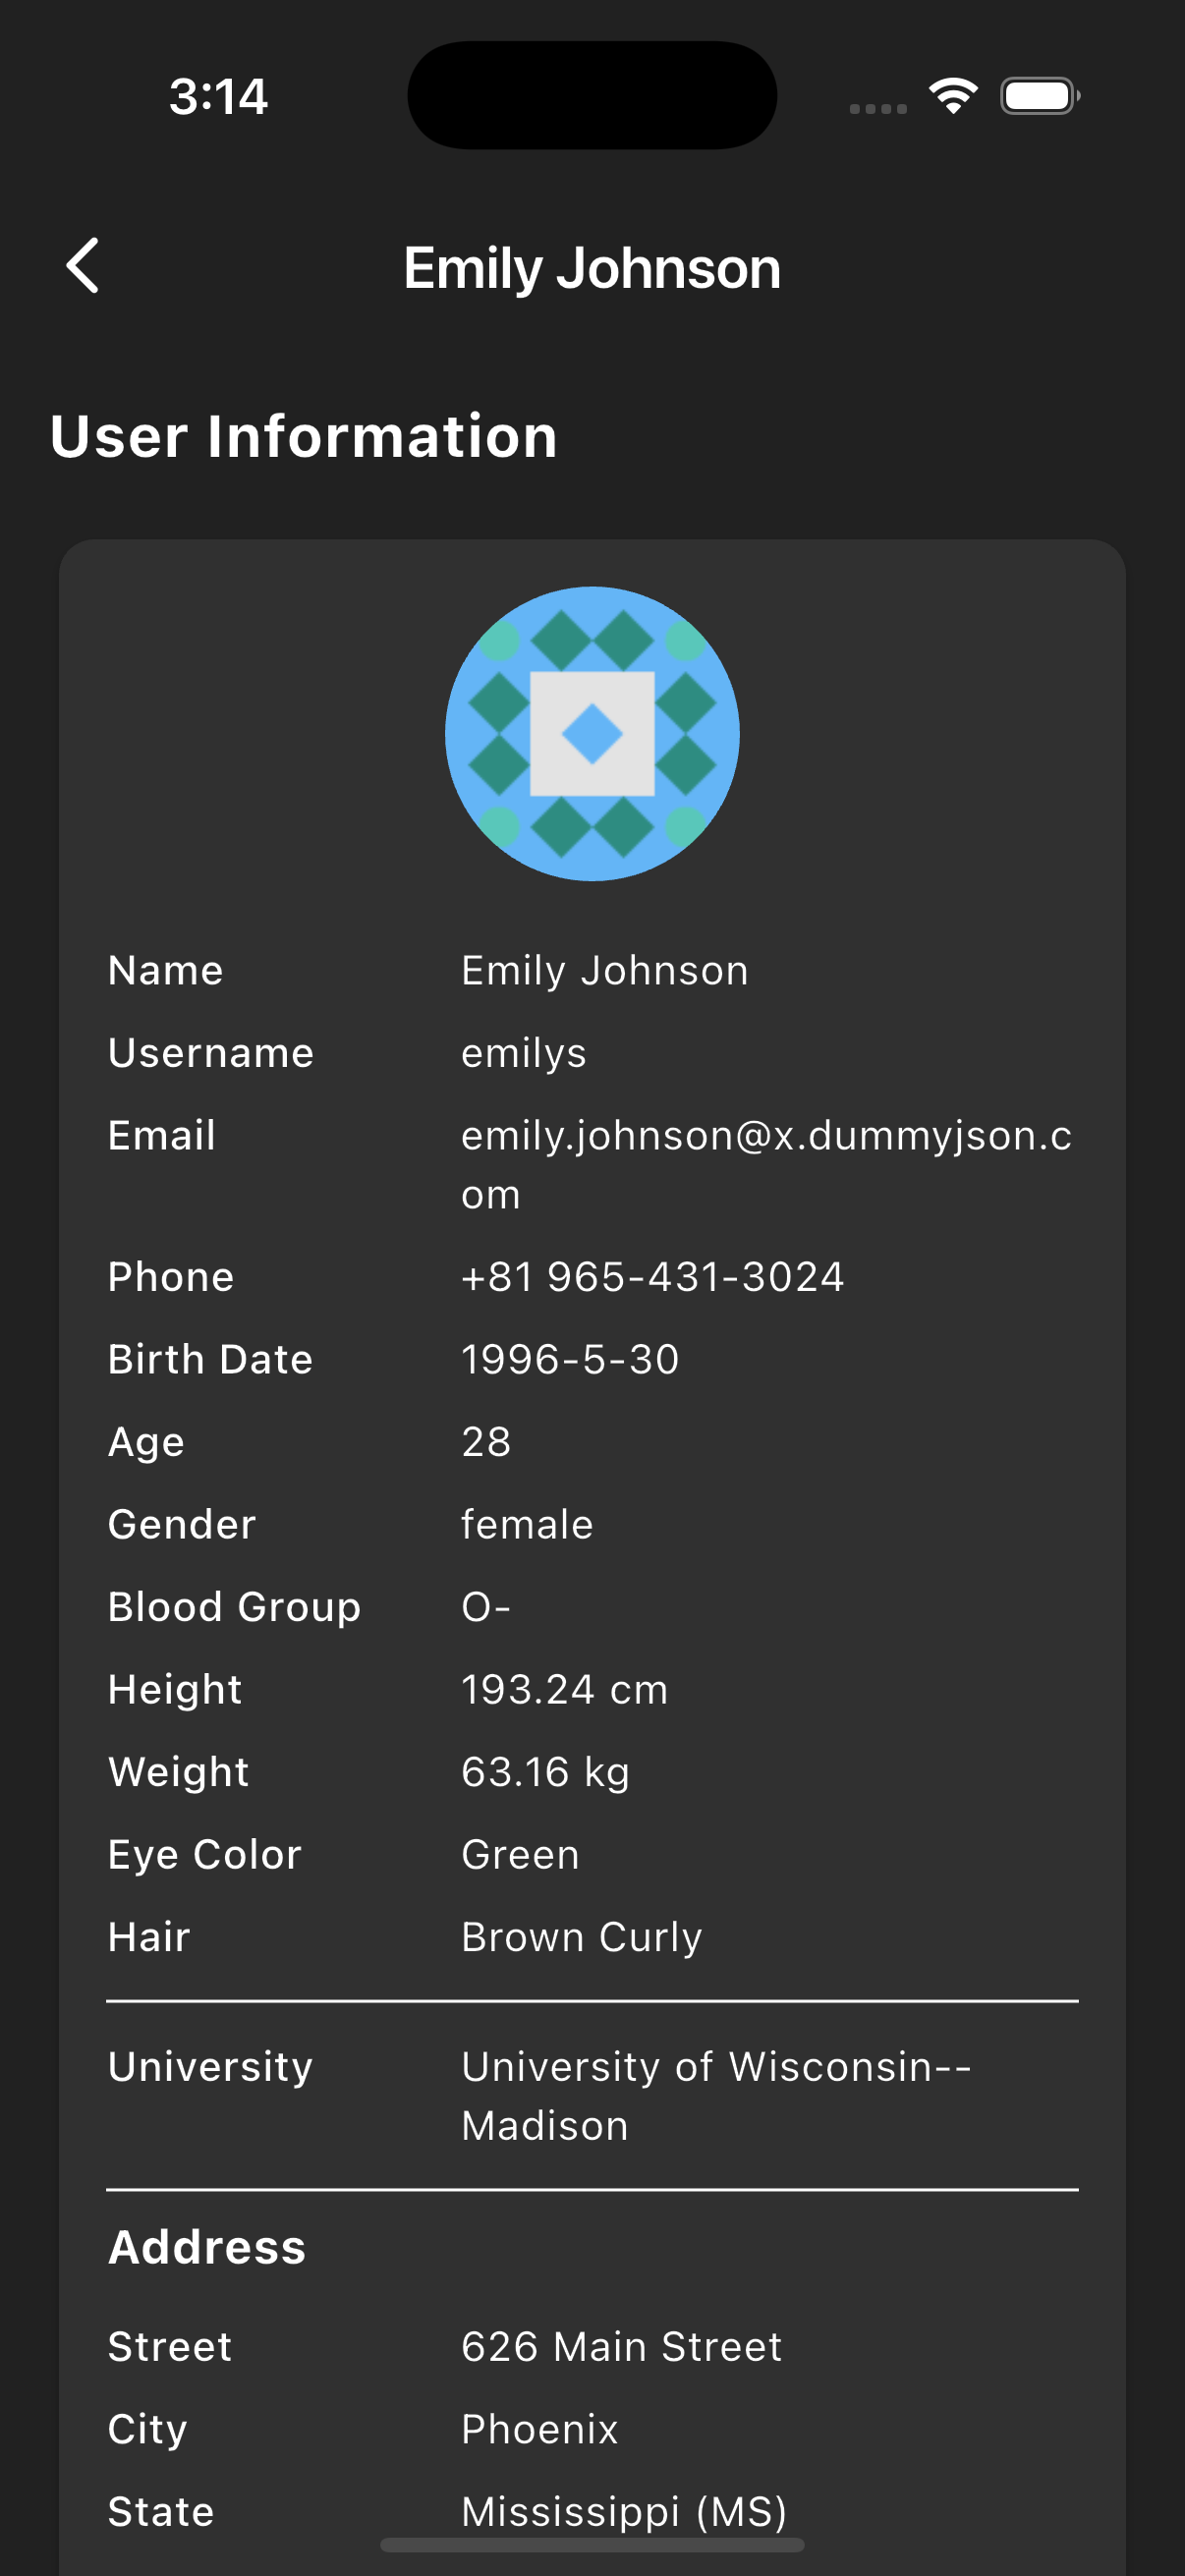 3:14
Emily Johnson
User Information
Name Emily Johnson
Username emilys
Email emily.johnson@x.dummyjson.c
om
Phone +81 965-431-3024
Birth Date 1996-5-30
Age 28
Gender female
Blood Group O-
Height 193.24 cm
Weight 63.16 kg
Eye Color Green
Hair Brown Curly
University University of Wisconsin--
Madison
Address
Street 626 Main Street
City Phoenix
State Mississippi (MS)